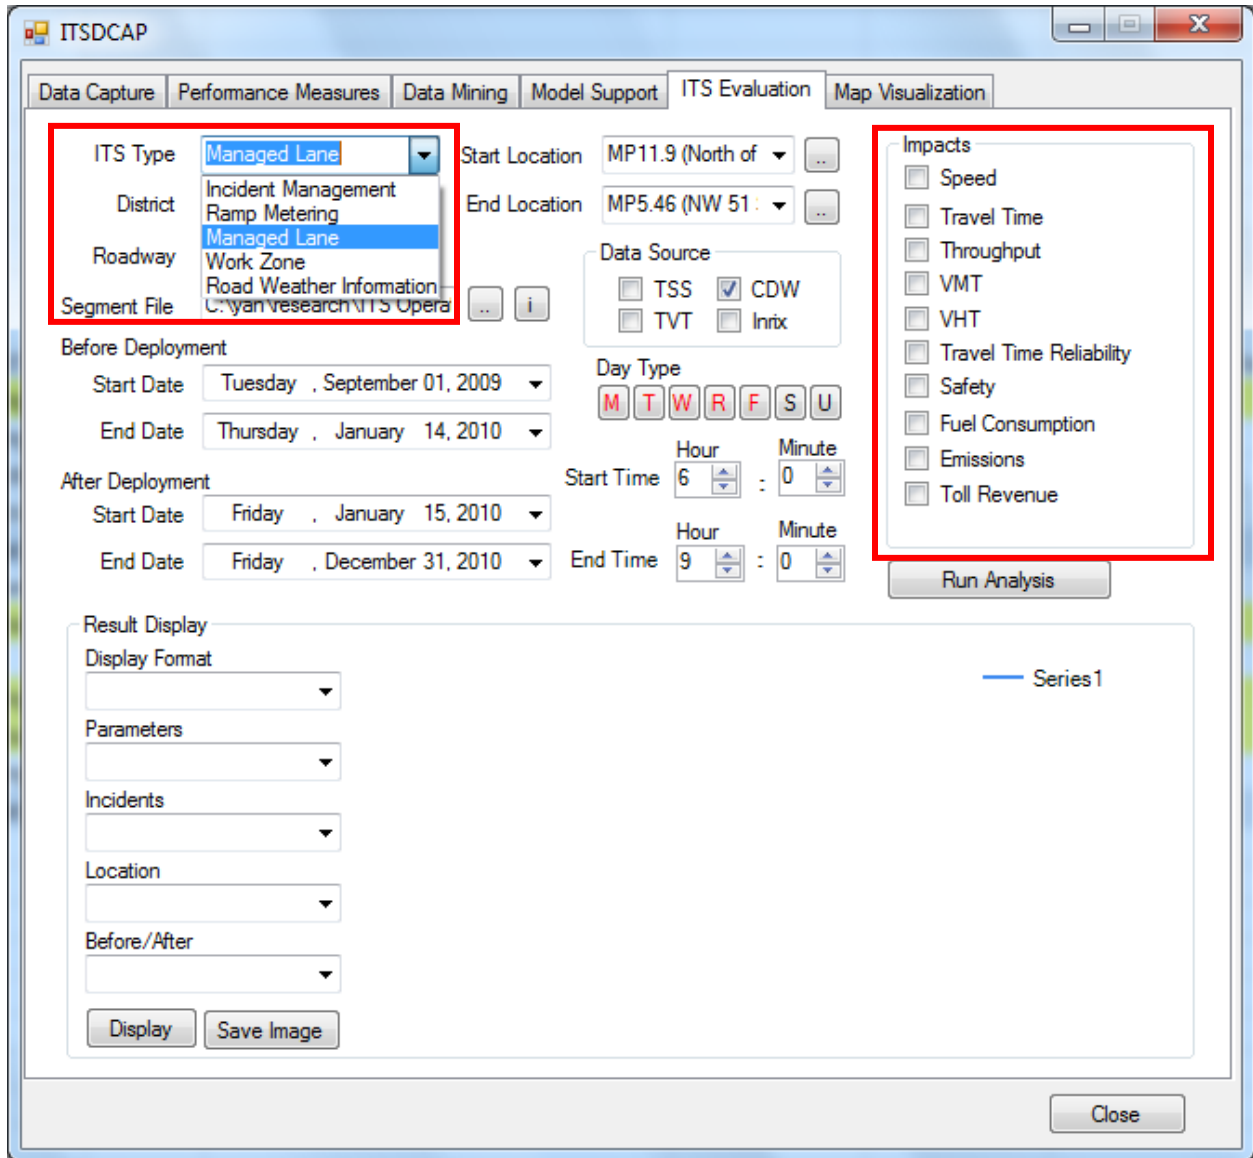 ITSDCAP
Data Capture Performance Measures Data Mining Model Support ITS Evaluation Map Visualization
ITS Type Managed Lane
Incident Management
Ramp Metering
Managed Lane
Work Zone
Road Weather Information
District
Roadway
Segment File C:\yan\research\ITS Opera .. i
Start Location MP11.9 (North of ..
End Location MP5.46 (NW 51 ..
Data Source
TSS CDW
TVT Inrix
Before Deployment
Start Date Tuesday , September 01, 2009
End Date Thursday , January 14, 2010
After Deployment
Start Date Friday , January 15, 2010
End Date Friday , December 31, 2010
Day Type
M T W R F S U
Hour Minute
Start Time 6 : 0
Hour Minute
End Time 9 : 0
Impacts
Speed
Travel Time
Throughput
VMT
VHT
Travel Time Reliability
Safety
Fuel Consumption
Emissions
Toll Revenue
Run Analysis
Result Display
Display Format
Parameters
Incidents
Location
Before/After
Display Save Image
Series1
Close